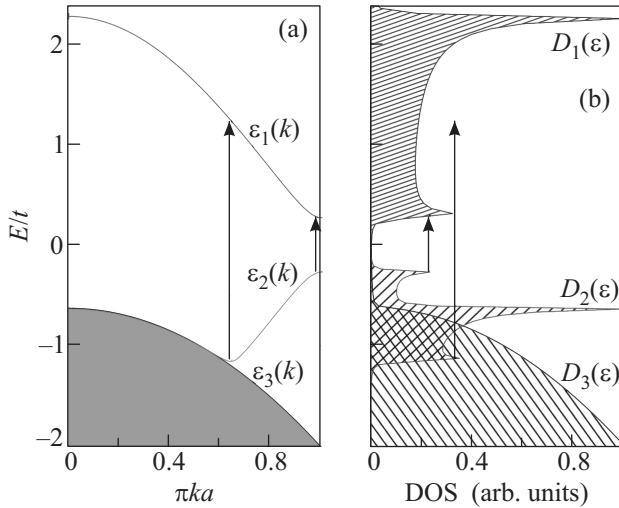 (a)
2
1
0
−1
−2
E/t
ε₁(k)
ε₂(k)
ε₃(k)
0 0.4 0.8
πka
(b)
D₁(ε)
D₂(ε)
D₃(ε)
0 0.4 0.8
DOS (arb. units)